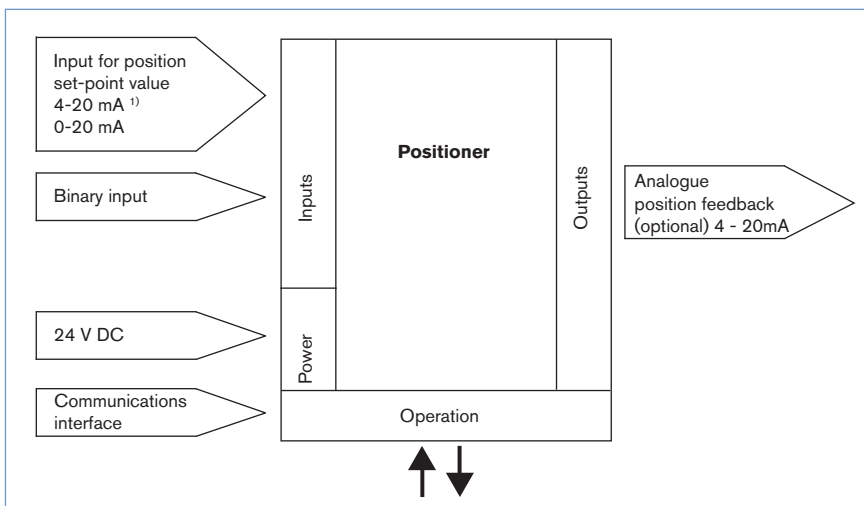 Input for position
set-point value
4-20 mA 1)
0-20 mA
Binary input
24 V DC
Communications
interface
Inputs
Power
Positioner
Operation
Outputs
Analogue
position feedback
(optional) 4 - 20mA